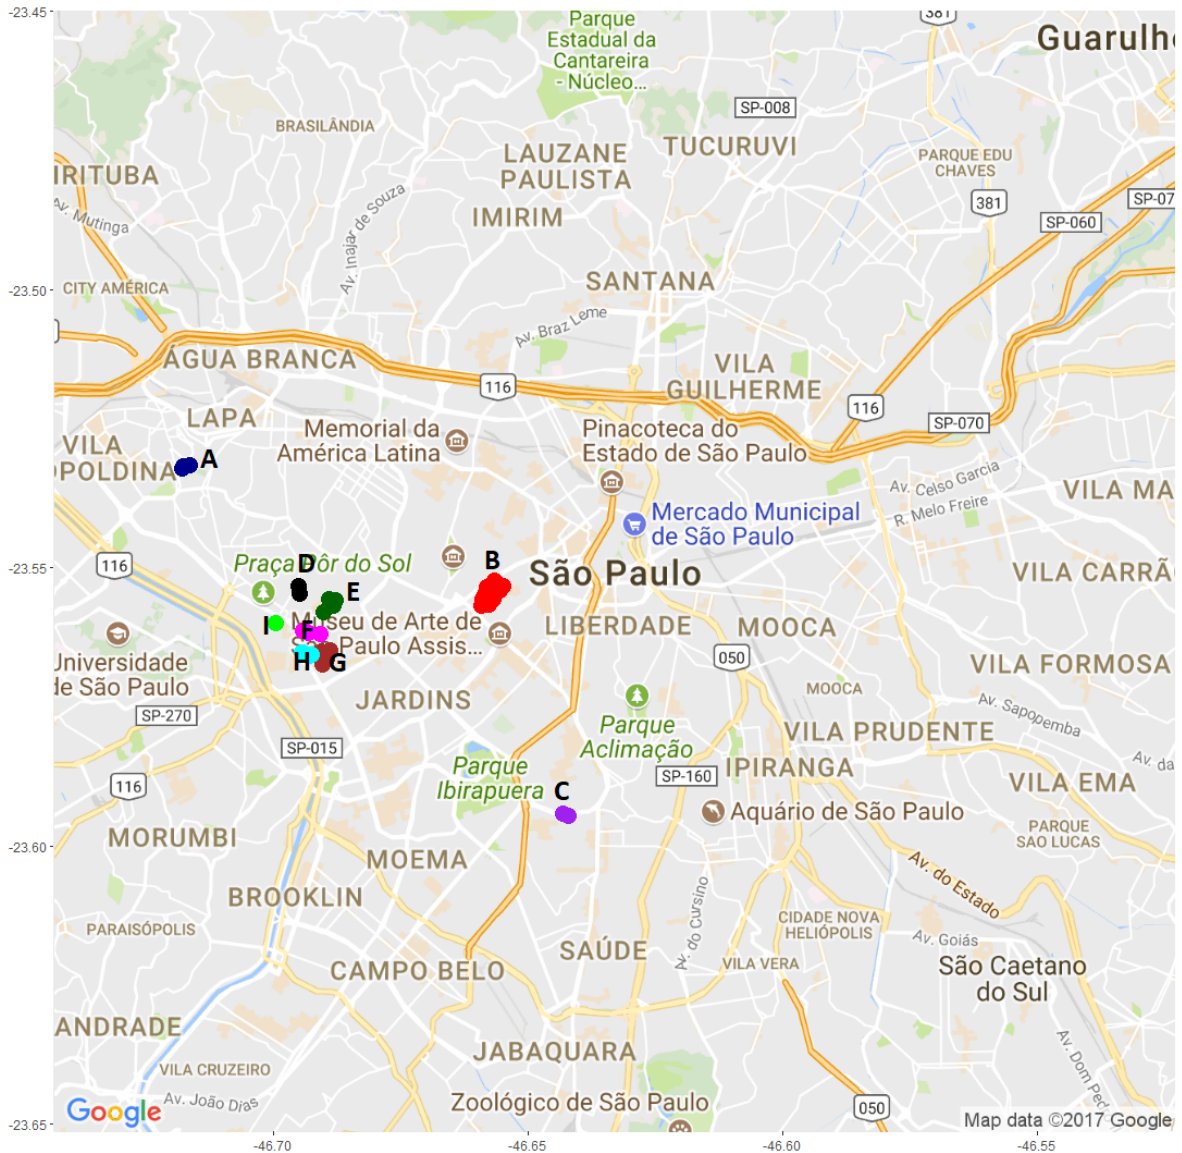 -23.45
381
Parque
Estadual da
Cantareira
- Núcleo...
Guarulh
SP-008
BRASILÂNDIA
TUCURUVI
LAUZANE
PAULISTA
PARQUE EDU
CHAVES
IRITUBA
Av. Mutinga
Av. Inajar de Souza
IMIRIM
381
SP-07
SP-060
-23.50
CITY AMÉRICA
SANTANA
Av. Braz Leme
ÁGUA BRANCA
116
VILA
GUILHERME
116
SP-070
LAPA
Memorial da
América Latina
Pinacoteca do
Estado de São Paulo
VILA
OPOLDINA
A
Av. Celso Garcia
R. Melo Freire
VILA MA
Mercado Municipal
de São Paulo
-23.55
116
Praça Pôr do Sol
D
E
B
São Paulo
VILA CARRÃ
I
F
Museu de Arte de
São Paulo Assis...
LIBERDADE
MOOCA
H
G
Universidade
de São Paulo
050
VILA FORMOSA
JARDINS
MOOCA
SP-270
SP-015
Parque
Aclimação
Av. Sapopemba
VILA PRUDENTE
Av. da
116
Parque
Ibirapuera
SP-160
IPIRANGA
VILA EMA
C
Aquário de São Paulo
MORUMBI
PARQUE
SAO LUCAS
-23.60
MOEMA
Av. do Estado
BROOKLIN
PARAISÓPOLIS
Av. do Cursino
CIDADE NOVA
HELIÓPOLIS
Av. Goiás
SAÚDE
VILA VERA
CAMPO BELO
São Caetano
do Sul
ANDRADE
JABAQUARA
Av. Dom Ped
VILA CRUZEIRO
Av. João Dias
Zoológico de São Paulo
050
Google
Map data ©2017 Google
-23.65
-46.70
-46.65
-46.60
-46.55